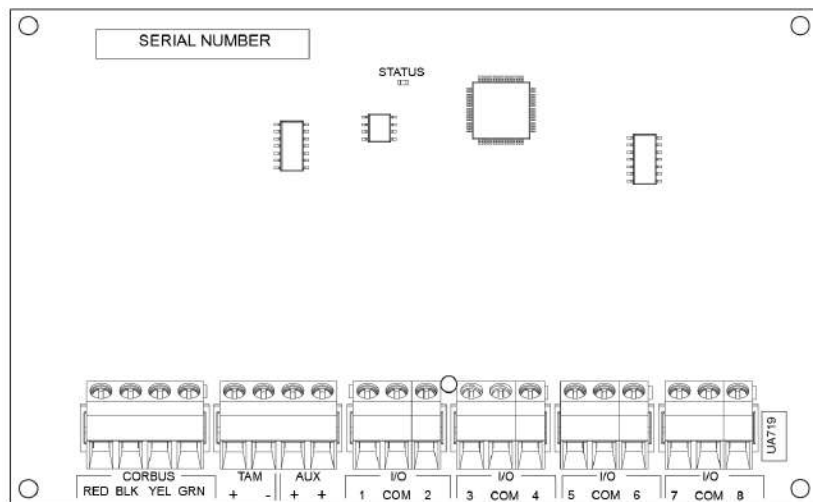 SERIAL NUMBER
STATUS
CORBUS TAM AUX I/O I/O I/O I/O
RED BLK YEL GRN + - + + 1 COM 2 3 COM 4 5 COM 6 7 COM 8
UA719